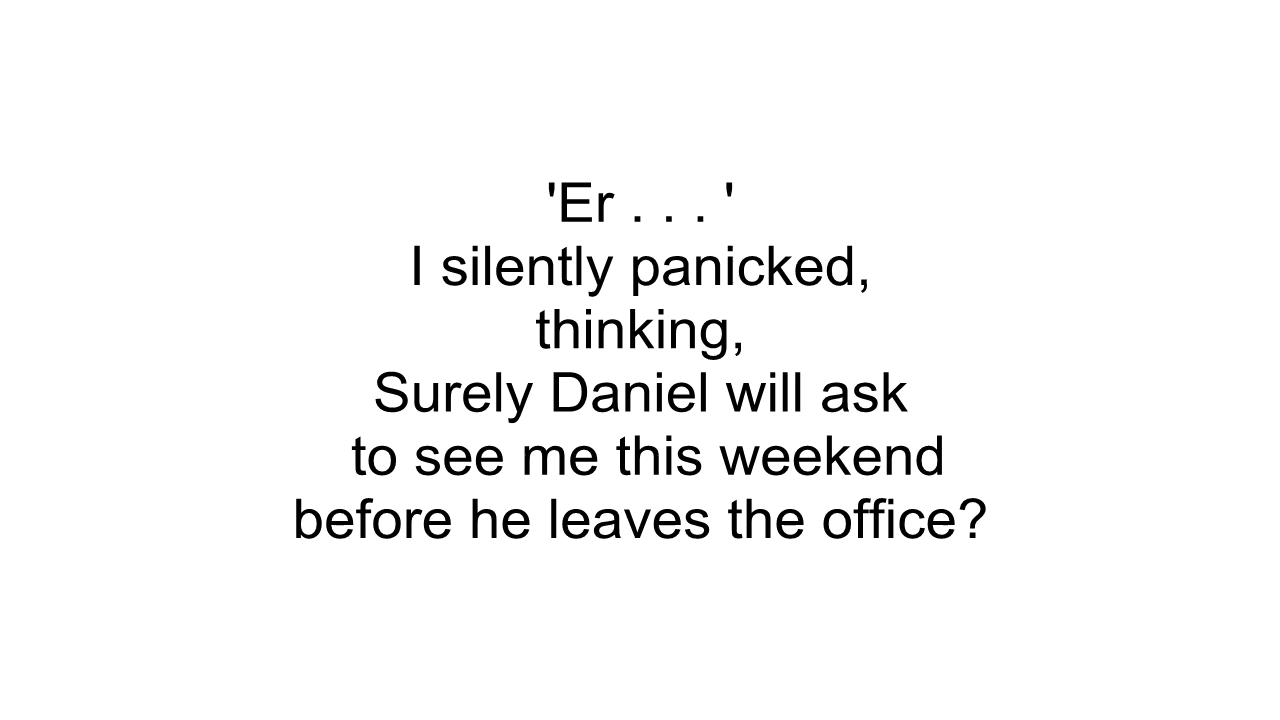 'Er . . . '
I silently panicked,
thinking,
Surely Daniel will ask
to see me this weekend
before he leaves the office?